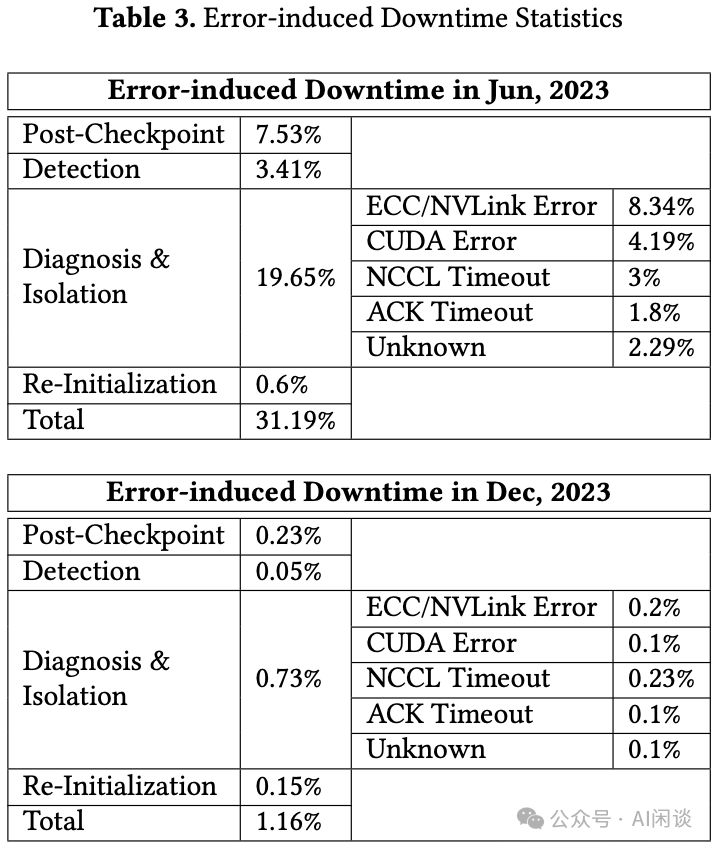 Table 3. Error-induced Downtime Statistics
Error-induced Downtime in Jun, 2023
Post-Checkpoint 7.53%
Detection 3.41%
Diagnosis & Isolation 19.65%
ECC/NVLink Error 8.34%
CUDA Error 4.19%
NCCL Timeout 3%
ACK Timeout 1.8%
Unknown 2.29%
Re-Initialization 0.6%
Total 31.19%
Error-induced Downtime in Dec, 2023
Post-Checkpoint 0.23%
Detection 0.05%
Diagnosis & Isolation 0.73%
ECC/NVLink Error 0.2%
CUDA Error 0.1%
NCCL Timeout 0.23%
ACK Timeout 0.1%
Unknown 0.1%
Re-Initialization 0.15%
Total 1.16%
公众号 · AI闲谈